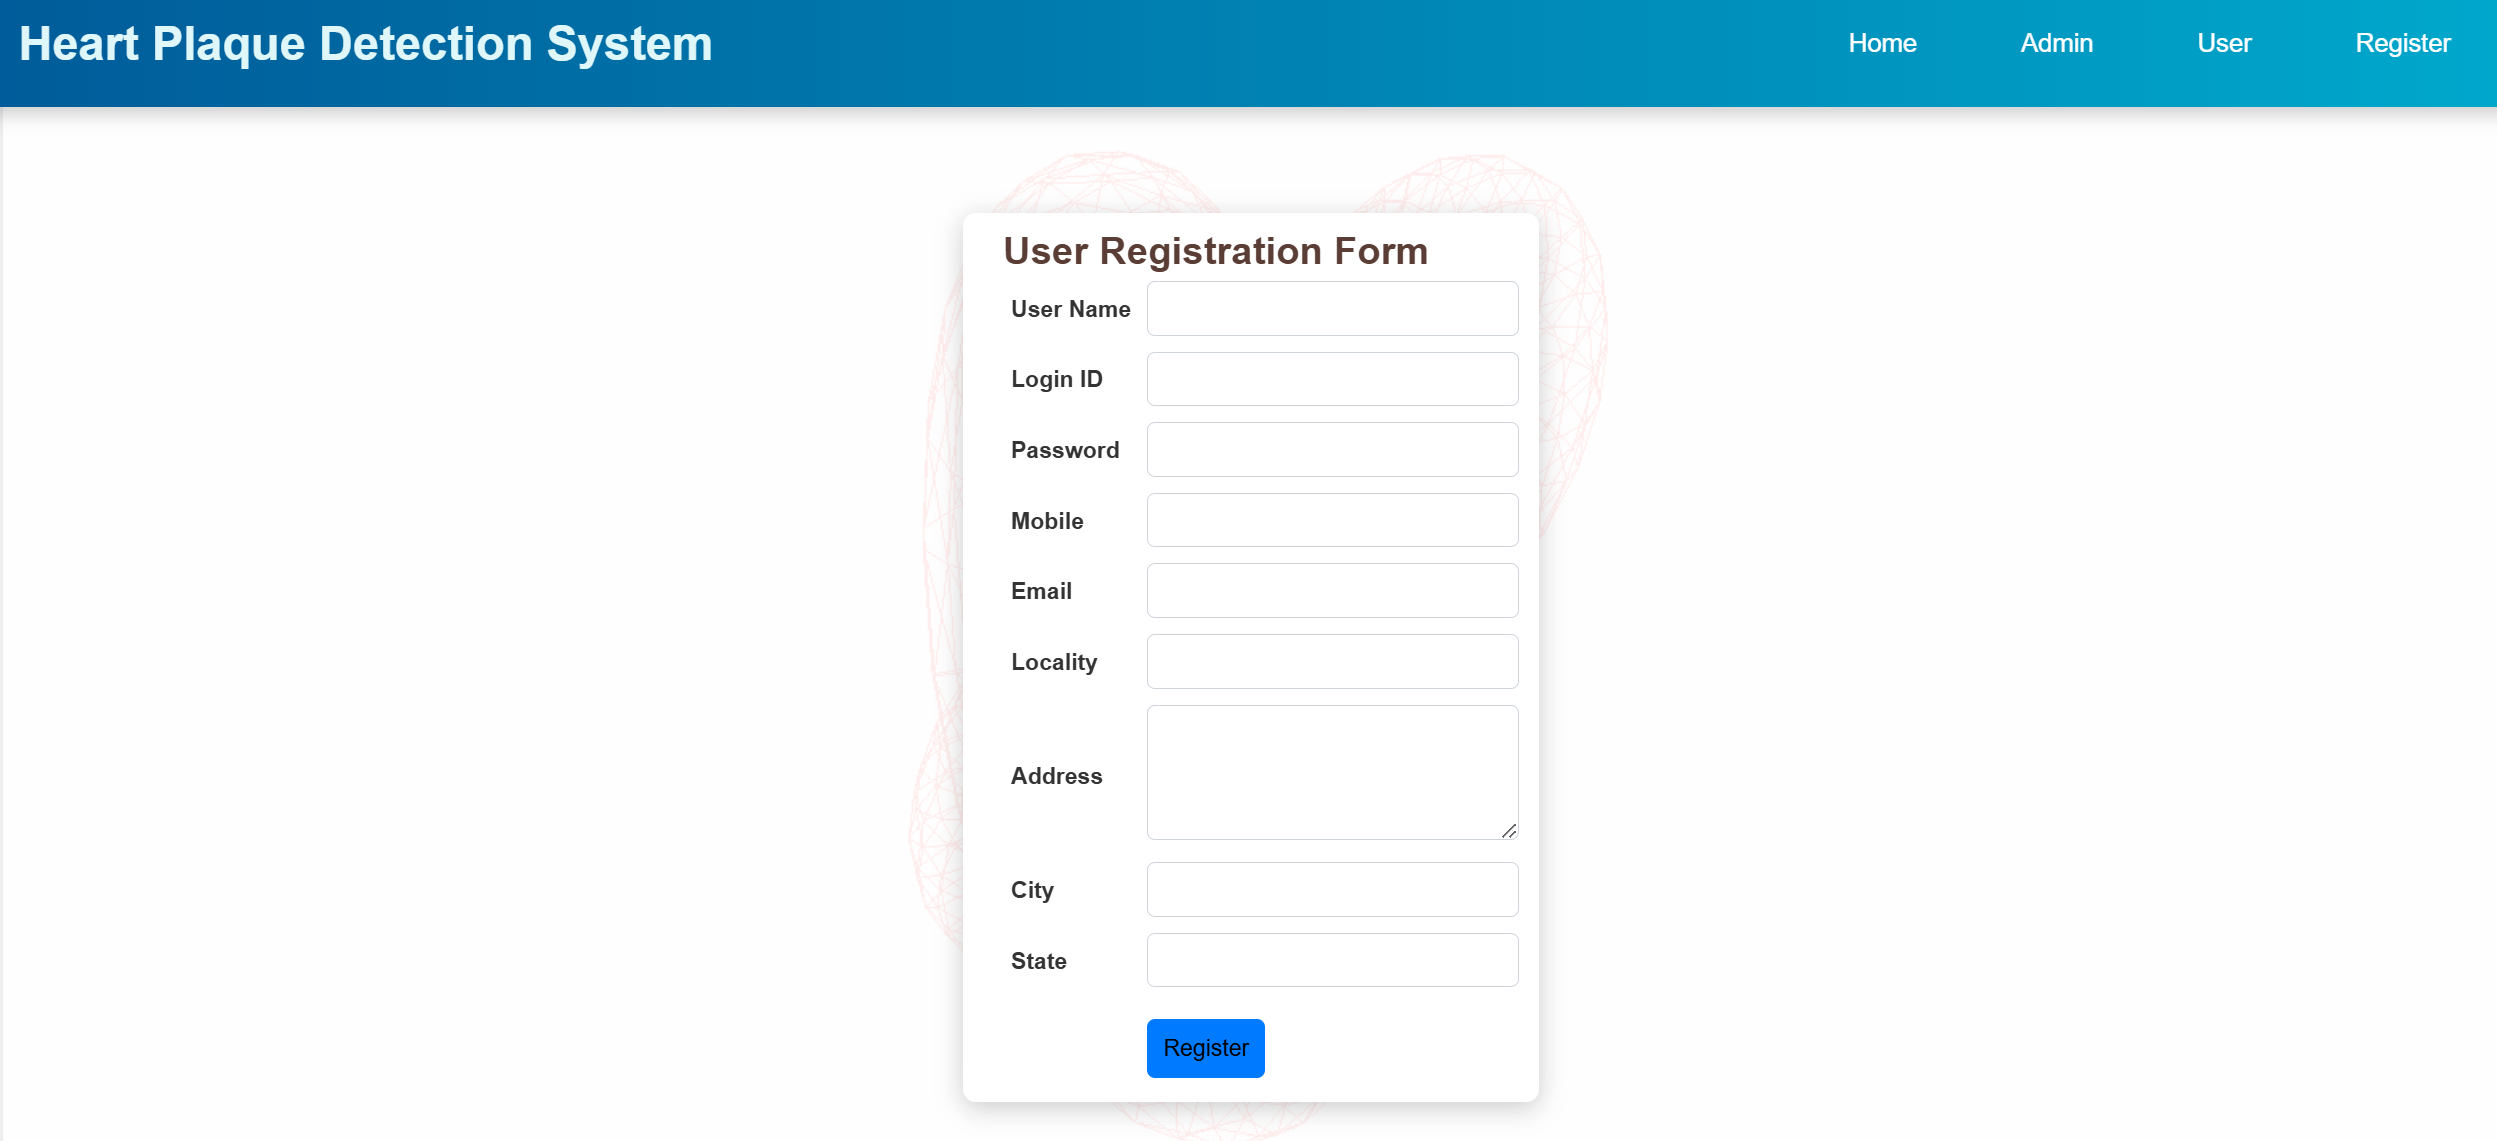 Heart Plaque Detection System
Home Admin User Register
User Registration Form
User Name
Login ID
Password
Mobile
Email
Locality
Address
City
State
Register